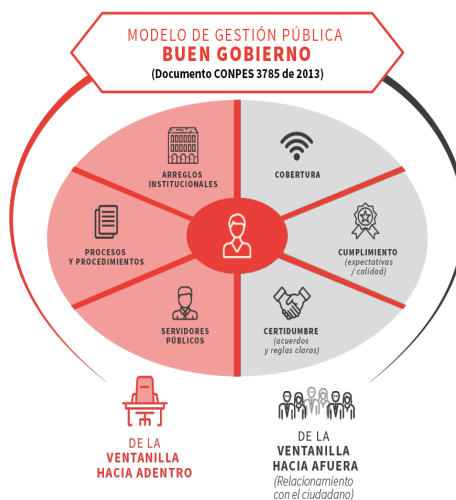 MODELO DE GESTIÓN PÚBLICA
BUEN GOBIERNO
(Documento CONPES 3785 de 2013)
ARREGLOS
INSTITUCIONALES
COBERTURA
PROCESOS
Y PROCEDIMIENTOS
CUMPLIMIENTO
(expectativas
/ calidad)
SERVIDORES
PÚBLICOS
CERTIDUMBRE
(acuerdos
y reglas claras)
DE LA
VENTANILLA
HACIA ADENTRO
DE LA
VENTANILLA
HACIA AFUERA
(Relacionamiento
con el ciudadano)